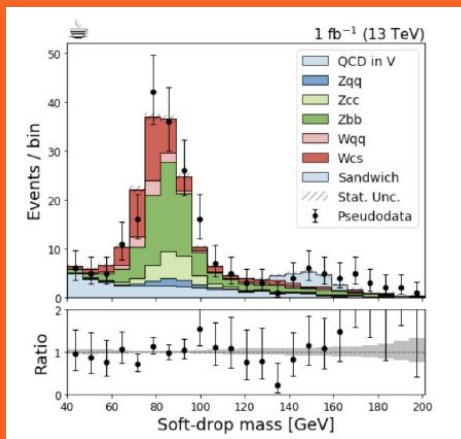 1 fb⁻¹ (13 TeV)
50
40
30
20
10
0
Events / bin
QCD in V
Zqq
Zcc
Zbb
Wqq
Wcs
Sandwich
Stat. Unc.
Pseudodata
2
1
0
Ratio
40 60 80 100 120 140 160 180 200
Soft-drop mass [GeV]